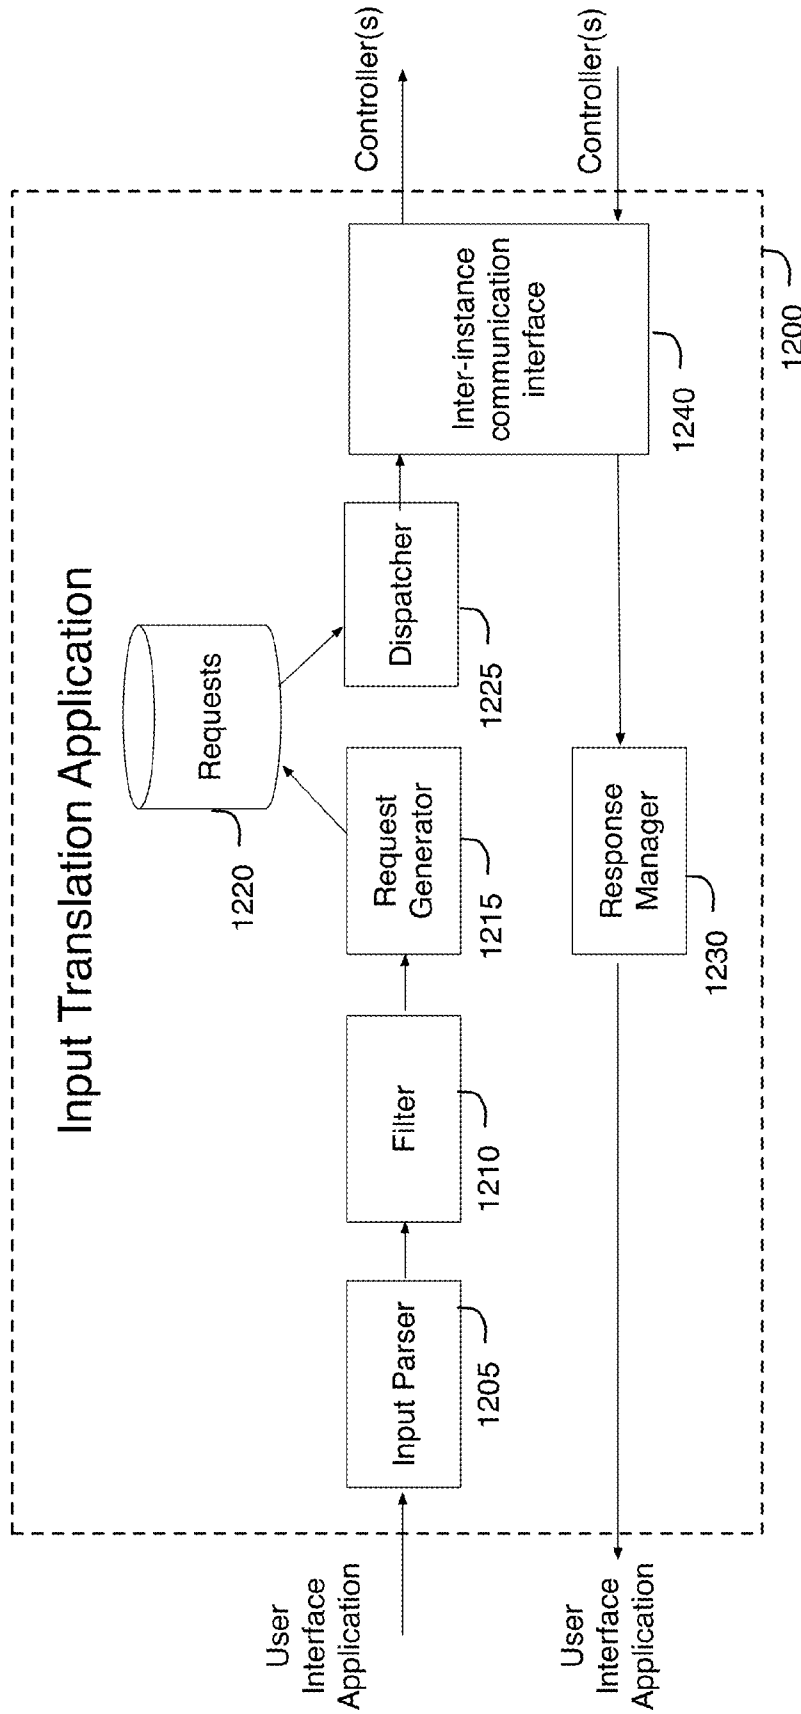 Input Translation Application
Requests
1220
User
Interface
Application
Input Parser
1205
Filter
1210
Request
Generator
1215
Dispatcher
1225
Inter-instance
communication
interface
1240
Controller(s)
User
Interface
Application
Response
Manager
1230
Controller(s)
1200